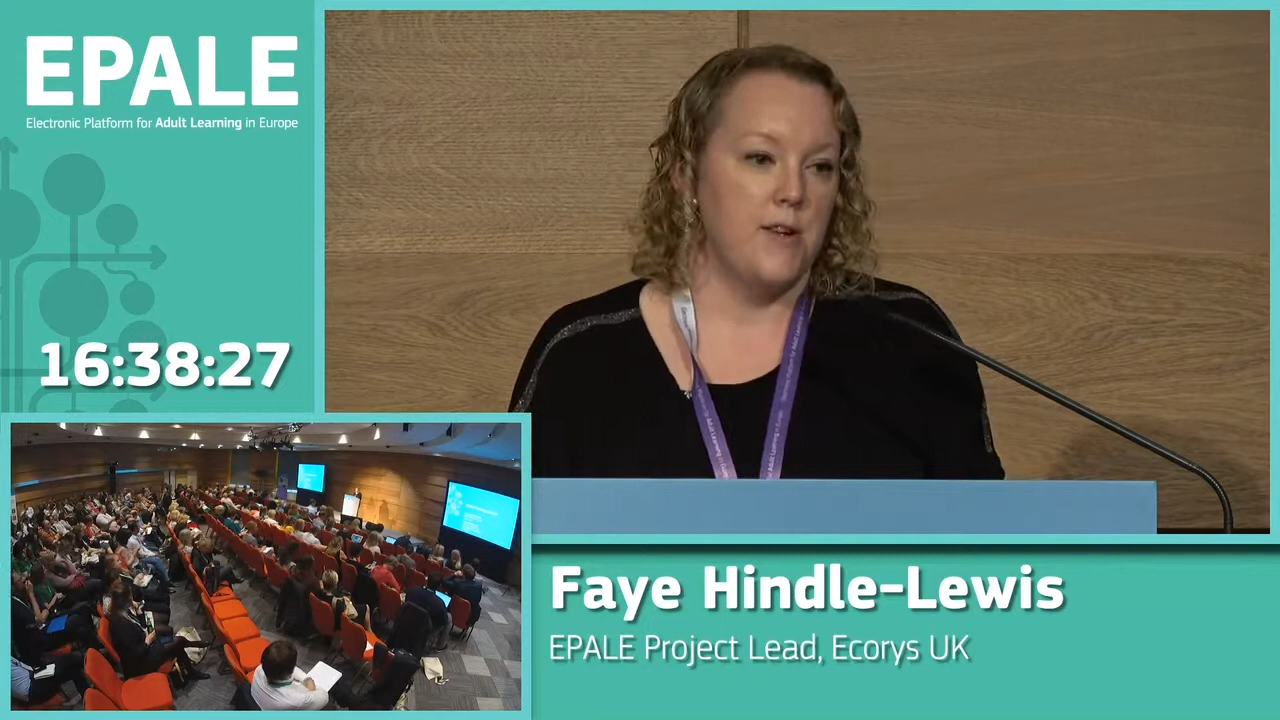 EPALE
Electronic Platform for Adult Learning in Europe
16:38:27
Faye Hindle-Lewis
EPALE Project Lead, Ecorys UK